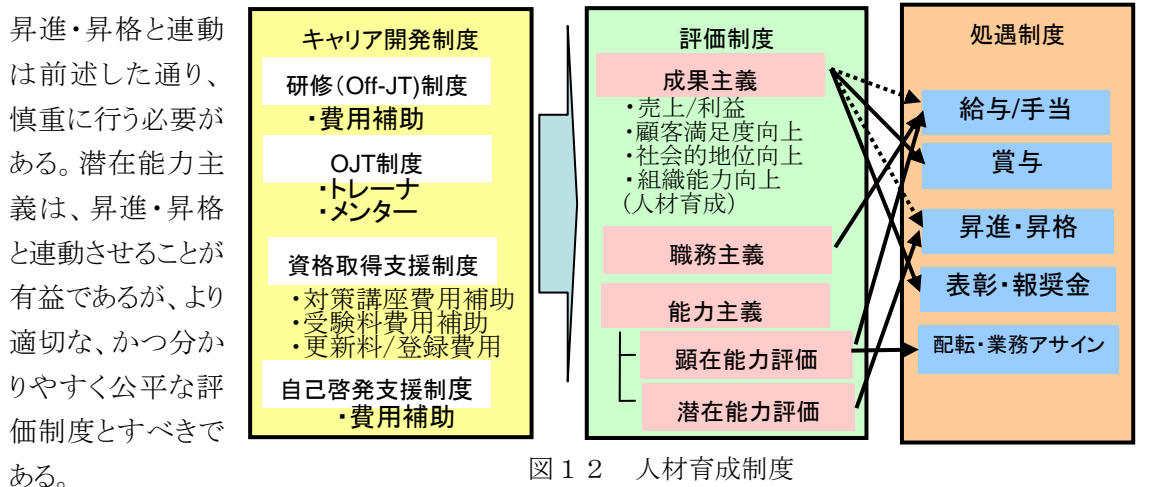 昇進・昇格と連動
は前述した通り、
慎重に行う必要が
ある。潜在能力主
義は、昇進・昇格
と連動させることが
有益であるが、より
適切な、かつ分か
りやすく公平な評
価制度とすべきで
ある。
キャリア開発制度
研修(Off-JT)制度
・費用補助
OJT制度
・トレーナ
・メンター
資格取得支援制度
・対策講座費用補助
・受験料費用補助
・更新料/登録費用
自己啓発支援制度
・費用補助
評価制度
成果主義
・売上/利益
・顧客満足度向上
・社会的地位向上
・組織能力向上
(人材育成)
職務主義
能力主義
顕在能力評価
潜在能力評価
処遇制度
給与/手当
賞与
昇進・昇格
表彰・報奨金
配転・業務アサイン
図12 人材育成制度